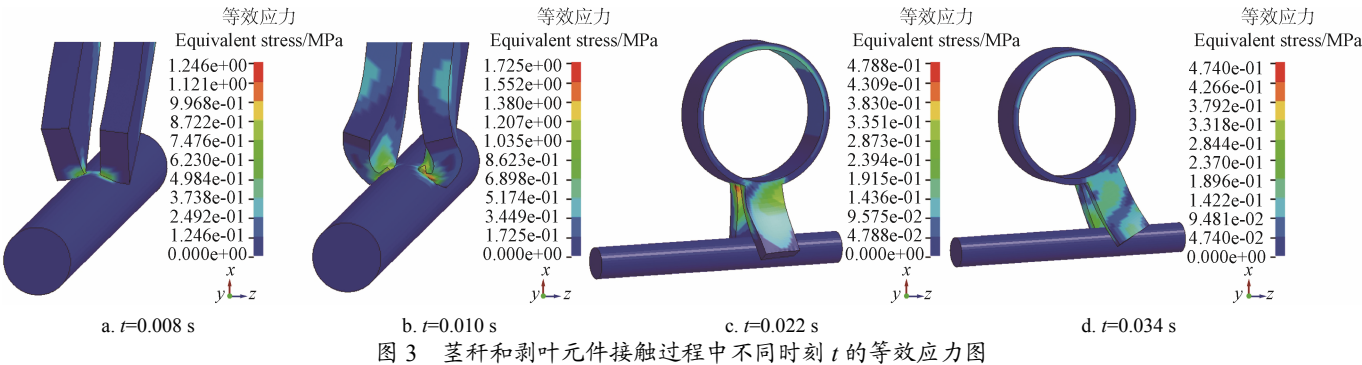 等效应力
Equivalent stress/MPa
1.246e+00
1.121e+00
9.968e-01
8.722e-01
7.476e-01
6.230e-01
4.984e-01
3.738e-01
2.492e-01
1.246e-01
0.000e+00
x
y z
a. t=0.008 s
等效应力
Equivalent stress/MPa
1.725e+00
1.552e+00
1.380e+00
1.207e+00
1.035e+00
8.623e-01
6.898e-01
5.174e-01
3.449e-01
1.725e-01
0.000e+00
x
y z
b. t=0.010 s
等效应力
Equivalent stress/MPa
4.788e-01
4.309e-01
3.830e-01
3.351e-01
2.873e-01
2.394e-01
1.915e-01
1.436e-01
9.575e-02
4.788e-02
0.000e+00
x
y z
c. t=0.022 s
等效应力
Equivalent stress/MPa
4.740e-01
4.266e-01
3.792e-01
3.318e-01
2.844e-01
2.370e-01
1.896e-01
1.422e-01
9.481e-02
4.740e-02
0.000e+00
x
y z
d. t=0.034 s
图 3 茎秆和剥叶元件接触过程中不同时刻 t 的等效应力图